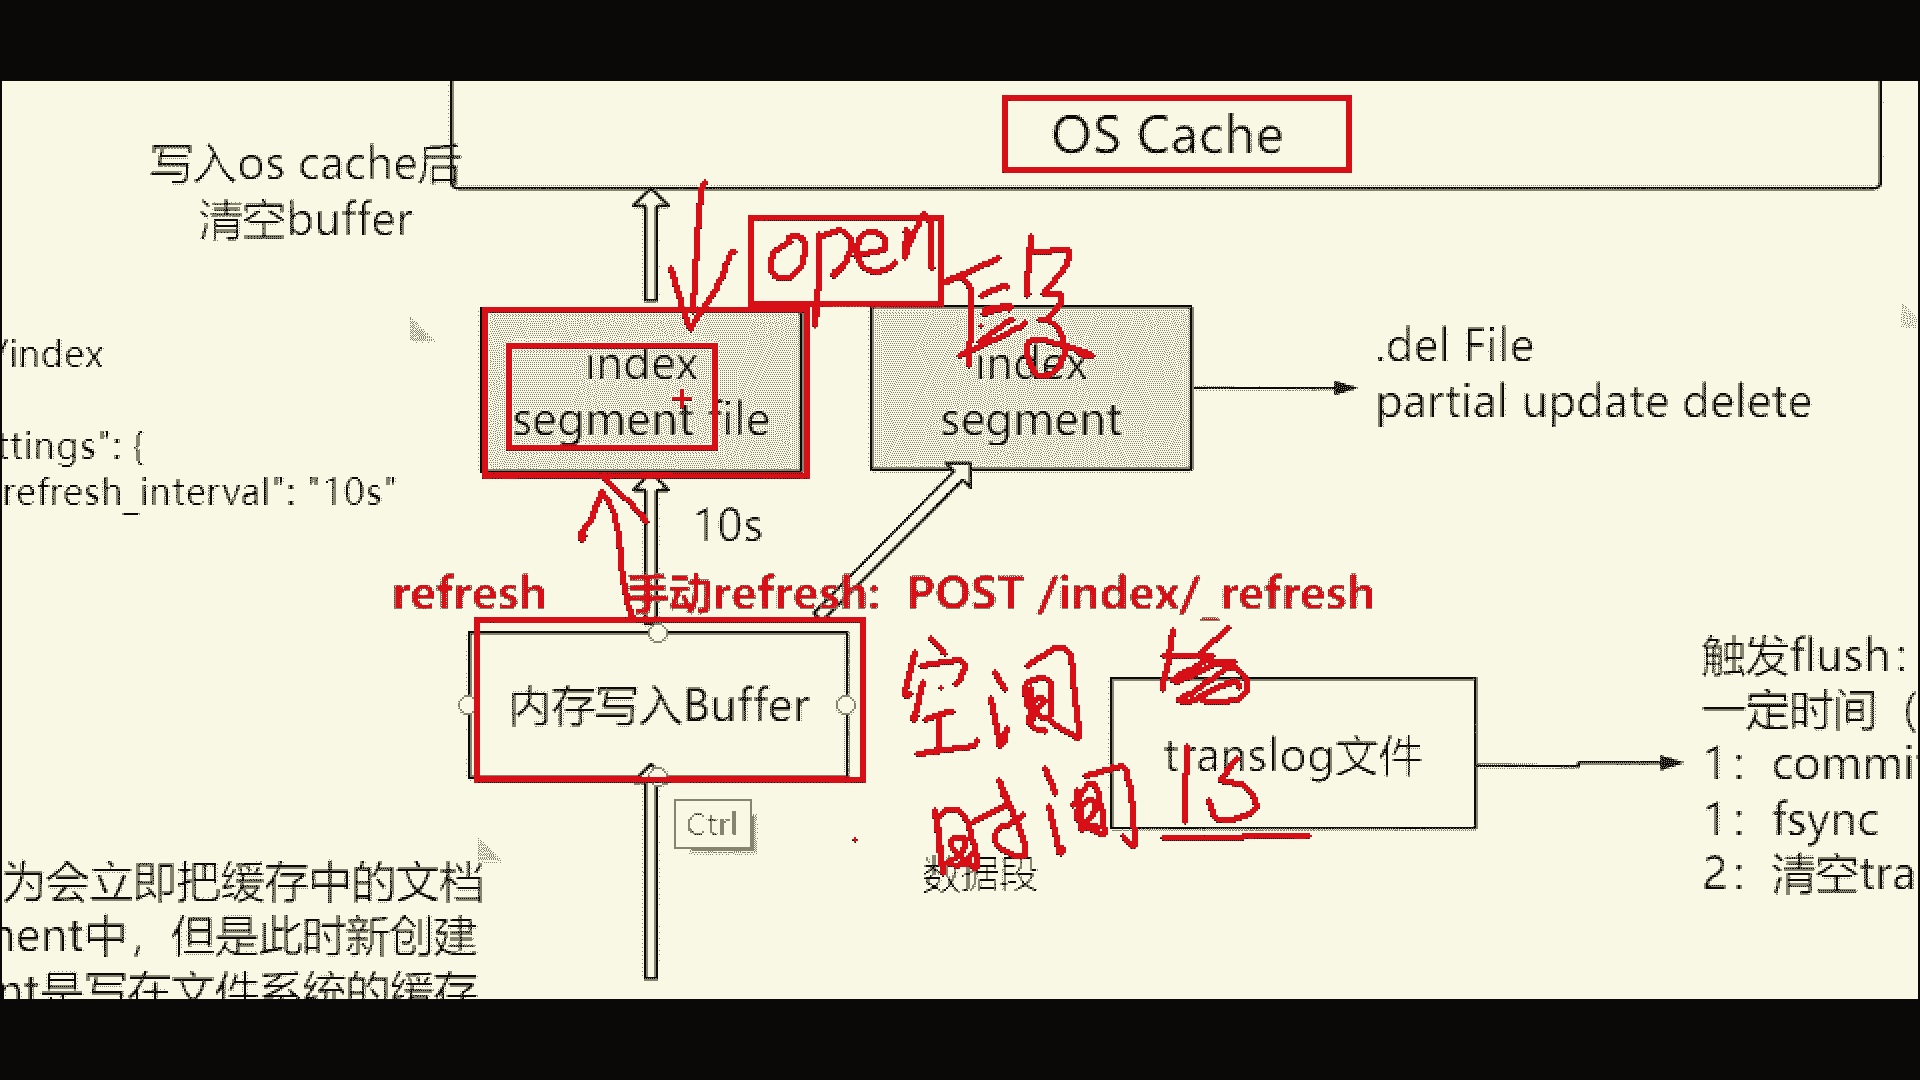 OS Cache
写入os cache后
清空buffer
open
段
/index
ttings": {
refresh_interval": "10s"
index
segment file
index
segment
.del File
partial update delete
10s
refresh
手动refresh: POST /index/_refresh
内存写入Buffer
空间
时间 1s
translog文件
数据段
Ctrl
触发flush:
一定时间（
1: commit
1: fsync
2: 清空tra
为会立即把缓存中的文档
ment中, 但是此时新创建
nt是写在文件系统的缓存